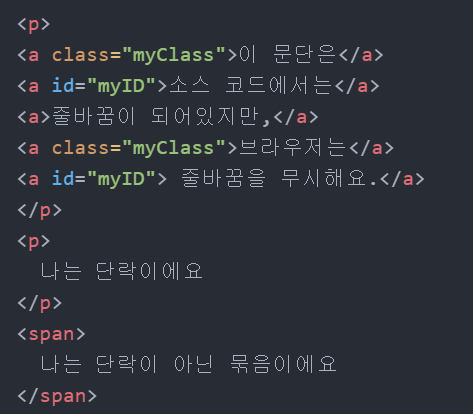 <p>
<a class="myClass">이 문단은</a>
<a id="myID">소스 코드에서는</a>
<a>줄바꿈이 되어있지만,</a>
<a class="myClass">브라우저는</a>
<a id="myID"> 줄바꿈을 무시해요.</a>
</p>
<p>
  나는 단락이에요
</p>
<span>
  나는 단락이 아닌 묶음이에요
</span>